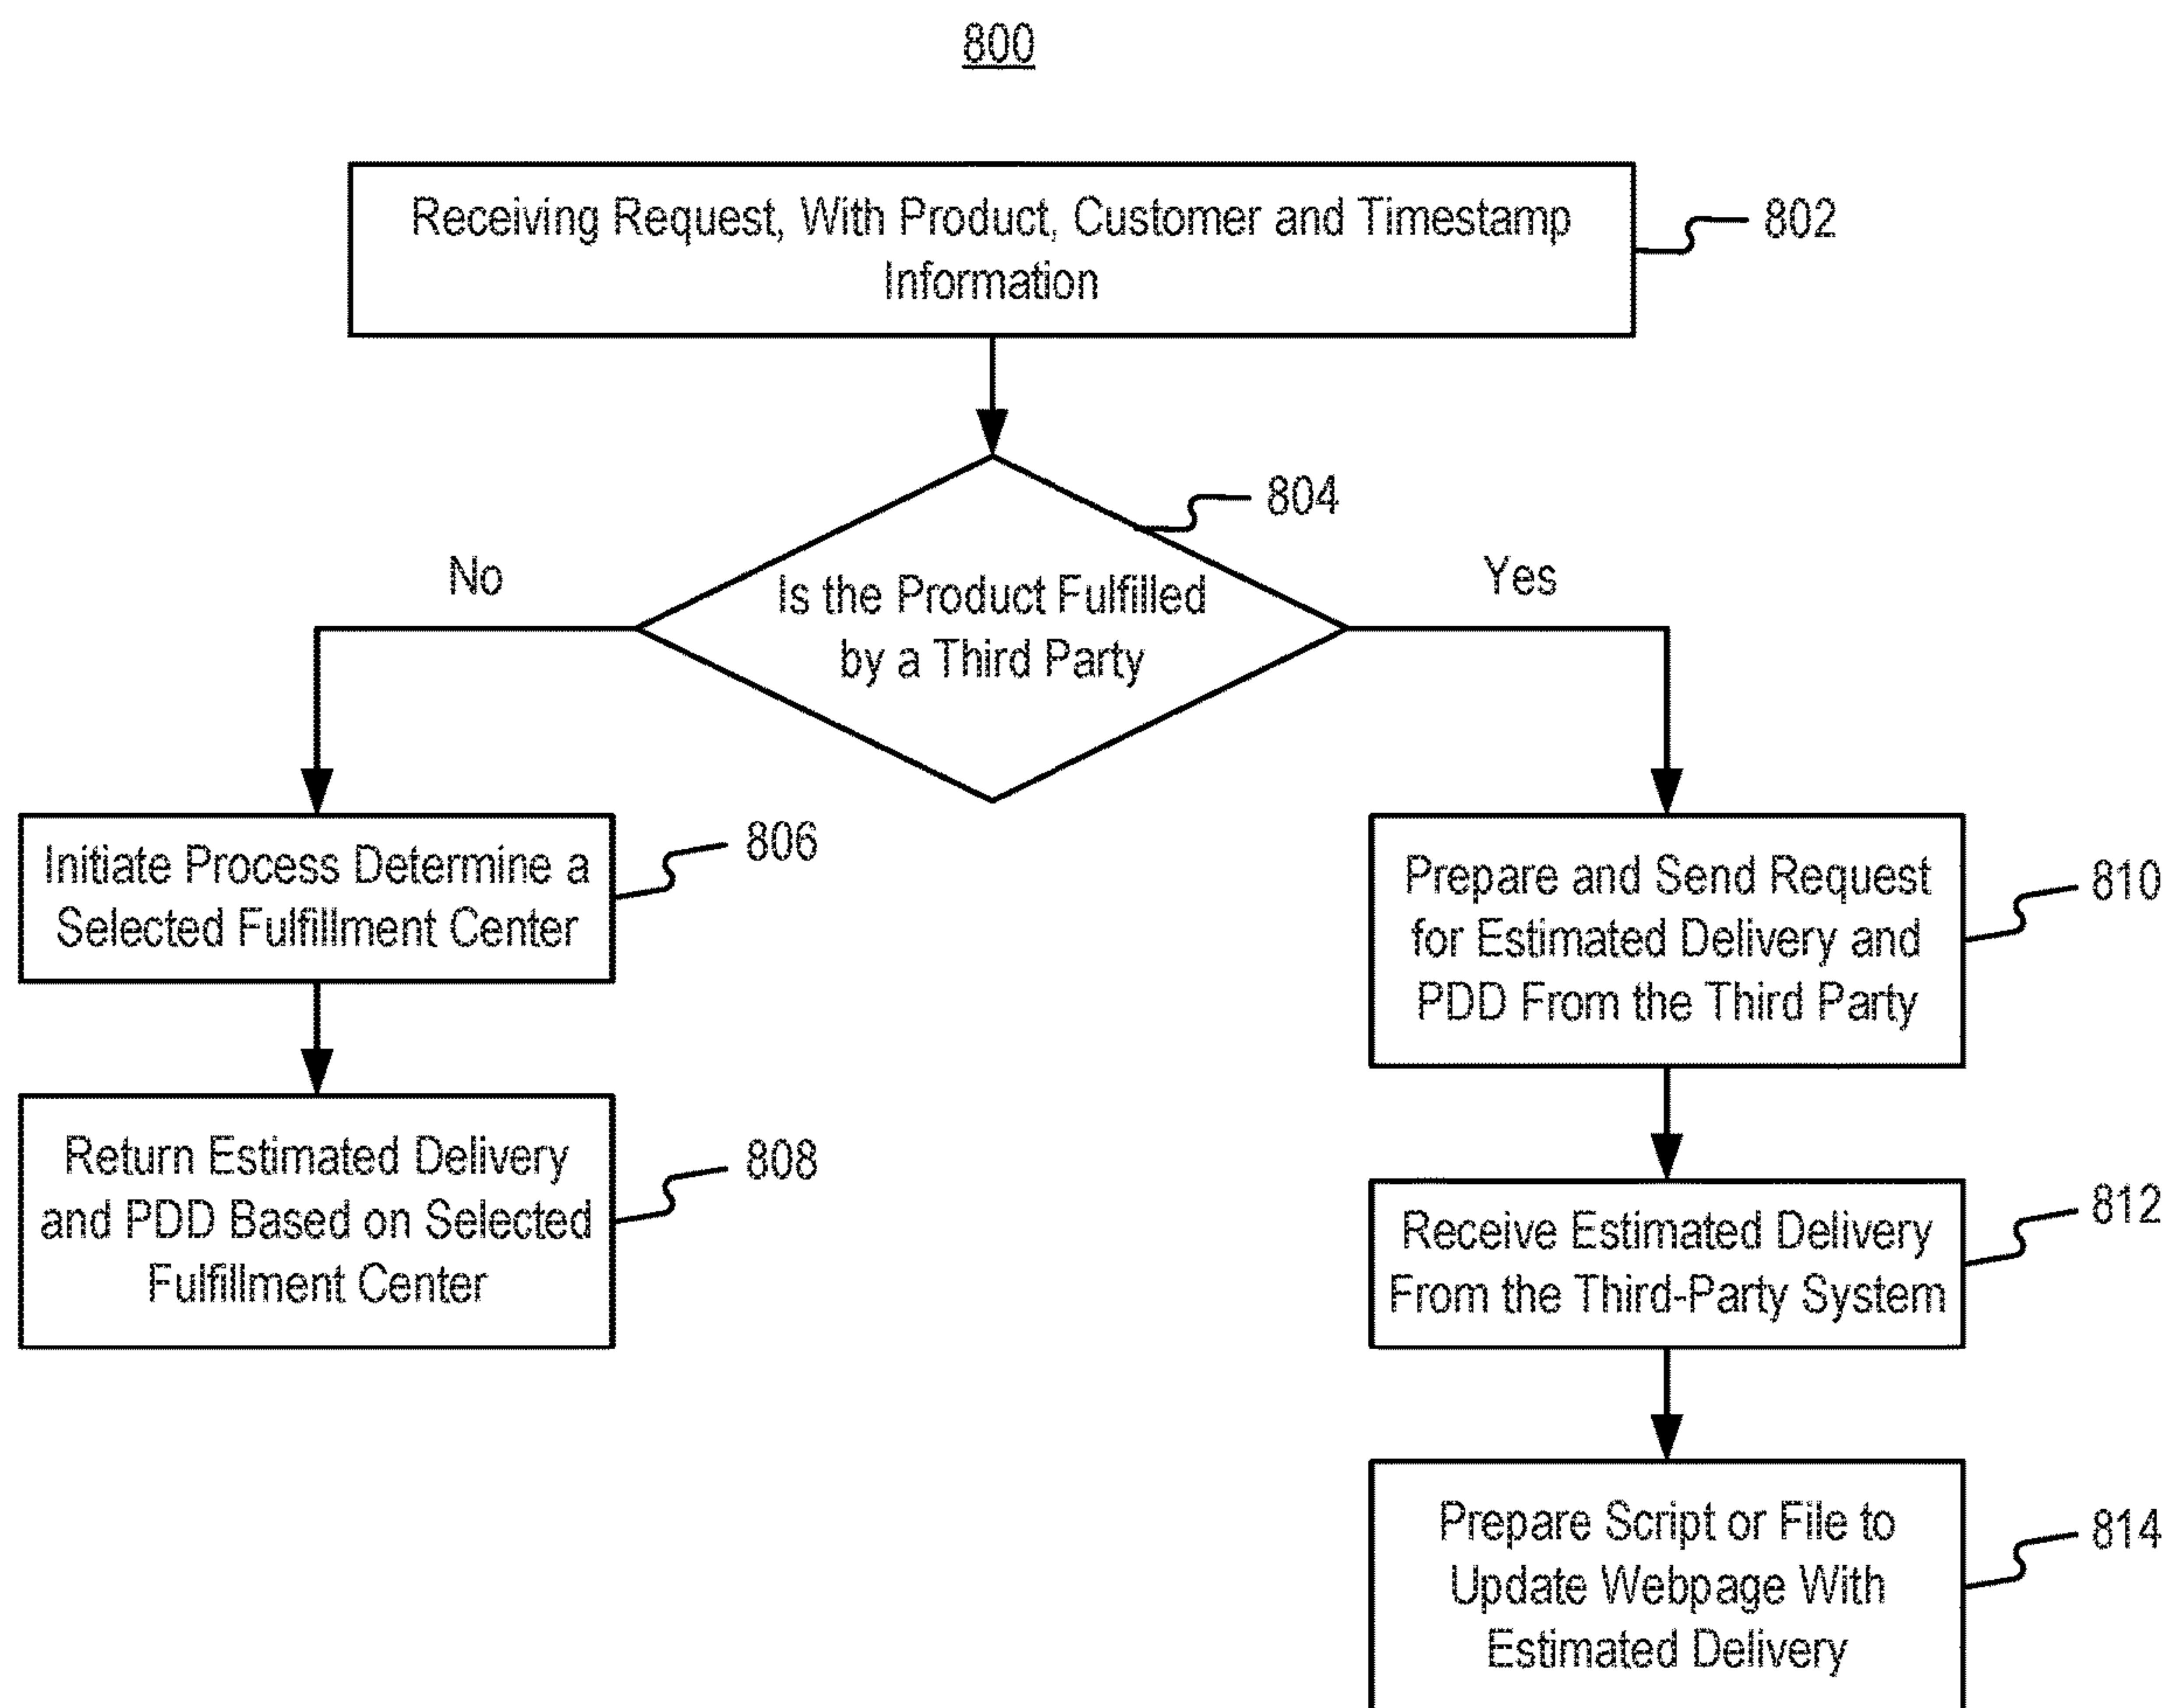 800
Receiving Request, With Product, Customer and Timestamp
Information
802
804
No
Yes
Is the Product Fulfilled
by a Third Party
Initiate Process Determine a
Selected Fulfillment Center
806
Return Estimated Delivery
and PDD Based on Selected
Fulfillment Center
808
Prepare and Send Request
for Estimated Delivery and
PDD From the Third Party
810
Receive Estimated Delivery
From the Third-Party System
812
Prepare Script or File to
Update Webpage With
Estimated Delivery
814